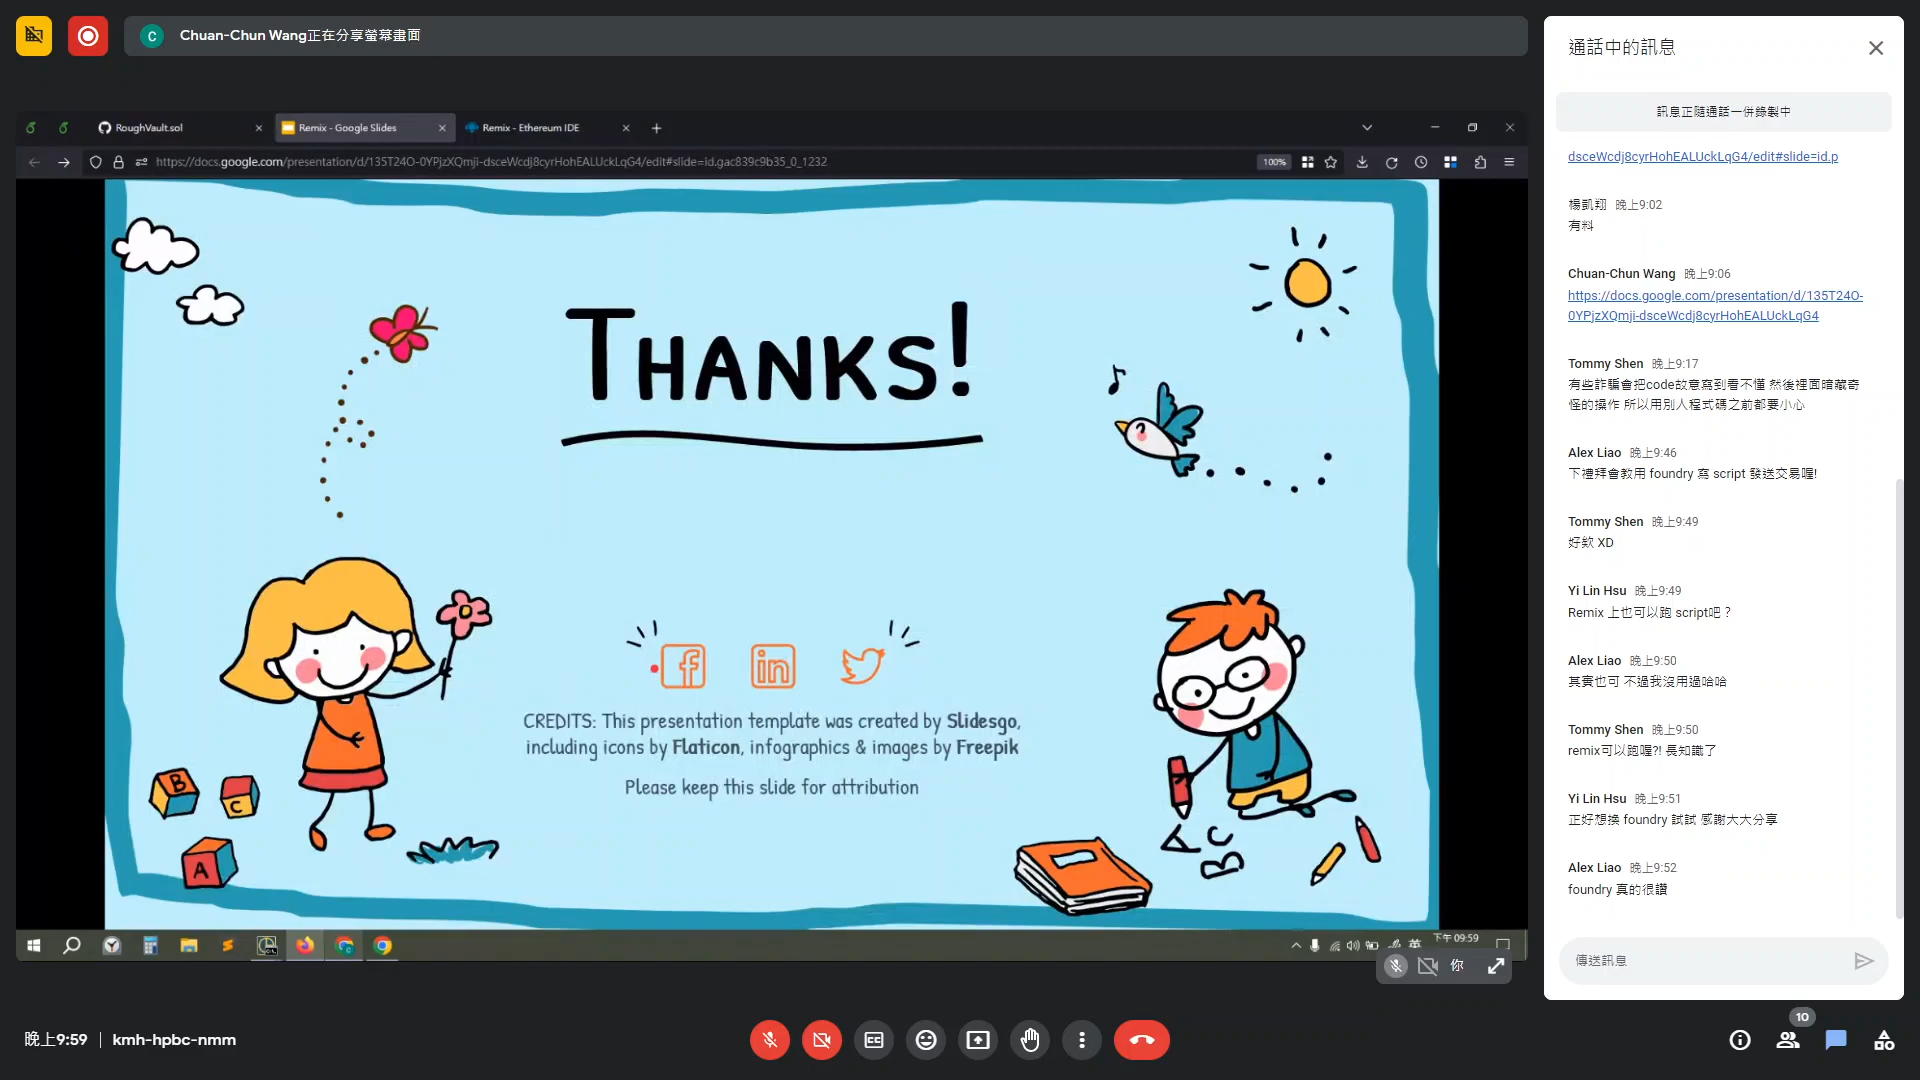 C
Chuan-Chun Wang正在分享螢幕畫面
RoughVault.sol
Remix - Google Slides
Remix - Ethereum IDE
https://docs.google.com/presentation/d/135T24O-0YPjzXQmji-dsceWcdj8cyrHohEALUckLqG4/edit#slide=id.gac839c9b35_0_1232
100%
THANKS!
CREDITS: This presentation template was created by Slidesgo,
including icons by Flaticon, infographics & images by Freepik
Please keep this slide for attribution
B
C
A
A
B
C
英
下午 09:59
你
晚上9:59
kmh-hpbc-nmm
10
通話中的訊息
訊息正隨通話一併錄製中
dsceWcdj8cyrHohEALUckLqG4/edit#slide=id.p
楊凱翔 晚上9:02
有料
Chuan-Chun Wang 晚上9:06
https://docs.google.com/presentation/d/135T24O-
0YPjzXQmji-dsceWcdj8cyrHohEALUckLqG4
Tommy Shen 晚上9:17
有些詐騙會把code故意寫到看不懂 然後裡面暗藏奇
怪的操作 所以用別人程式碼之前都要小心
Alex Liao 晚上9:46
下禮拜會教用 foundry 寫 script 發送交易喔!
Tommy Shen 晚上9:49
好欸 XD
Yi Lin Hsu 晚上9:49
Remix 上也可以跑 script吧？
Alex Liao 晚上9:50
其實也可 不過我沒用過哈哈
Tommy Shen 晚上9:50
remix可以跑喔?! 長知識了
Yi Lin Hsu 晚上9:51
正好想換 foundry 試試 感謝大大分享
Alex Liao 晚上9:52
foundry 真的很讚
傳送訊息